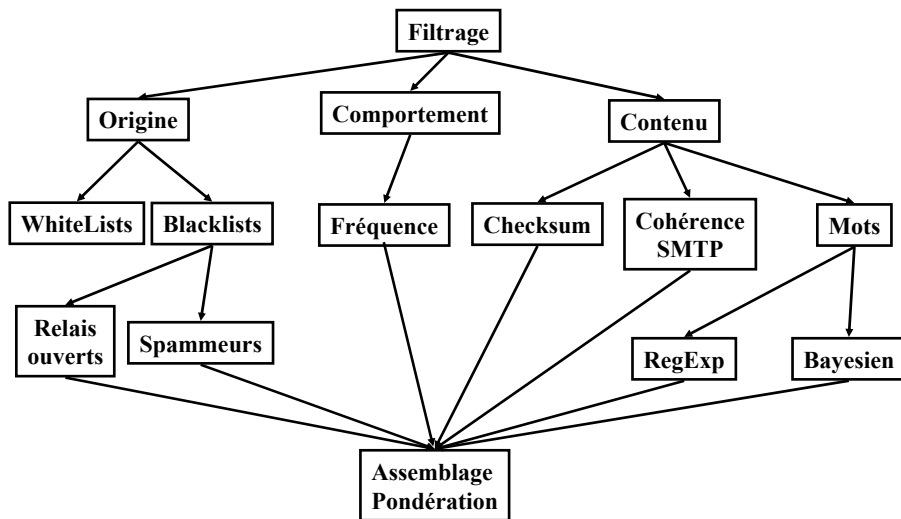 Filtrage
Origine
Comportement
Contenu
WhiteLists
Blacklists
Fréquence
Checksum
Cohérence
SMTP
Mots
Relais
ouverts
Spammeurs
RegExp
Bayesien
Assemblage
Pondération